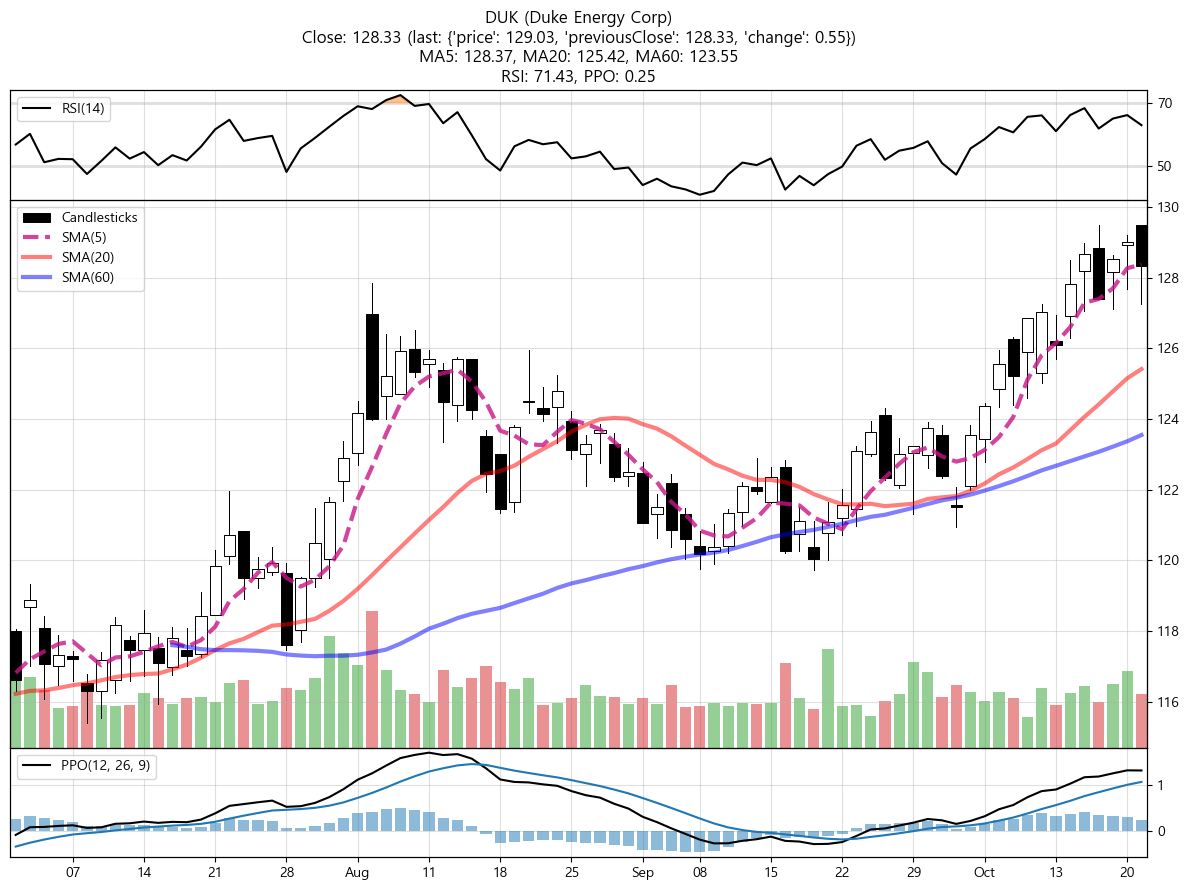 DUK (Duke Energy Corp)
Close: 128.33 (last: {'price': 129.03, 'previousClose': 128.33, 'change': 0.55})
MA5: 128.37, MA20: 125.42, MA60: 123.55
RSI: 71.43, PPO: 0.25
RSI(14)
70
50
Candlesticks
SMA(5)
SMA(20)
SMA(60)
130
128
126
124
122
120
118
116
PPO(12, 26, 9)
1
0
07 14 21 28 Aug 11 18 25 Sep 08 15 22 29 Oct 13 20